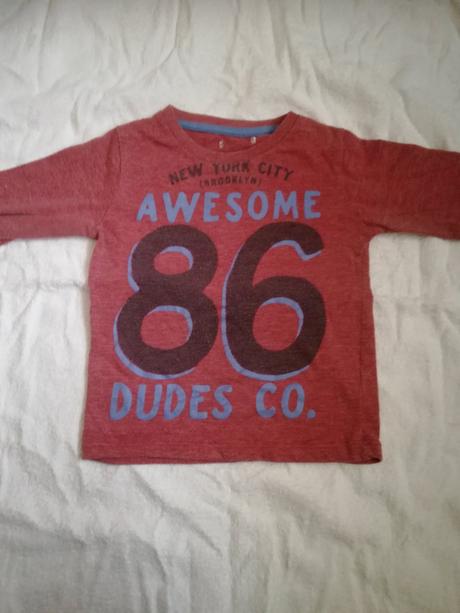 NEW YORK CITY
(BROOKLYN)
AWESOME
86
DUDES CO.